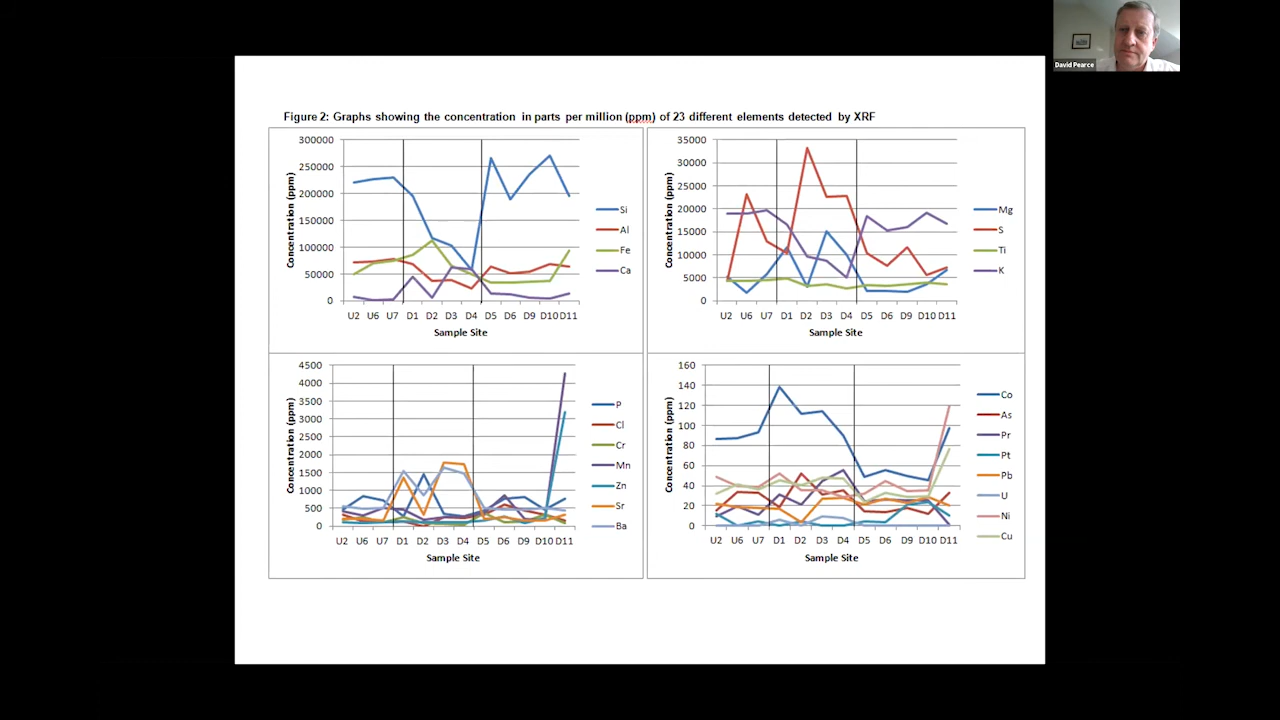 David Pearce
Figure 2: Graphs showing the concentration in parts per million (ppm) of 23 different elements detected by XRF
300000
250000
200000
150000
100000
50000
0
Concentration (ppm)
U2 U6 U7 D1 D2 D3 D4 D5 D6 D9 D10 D11
Sample Site
Si
Al
Fe
Ca
35000
30000
25000
20000
15000
10000
5000
0
Concentration (ppm)
U2 U6 U7 D1 D2 D3 D4 D5 D6 D9 D10 D11
Sample Site
Mg
S
Ti
K
4500
4000
3500
3000
2500
2000
1500
1000
500
0
Concentration (ppm)
U2 U6 U7 D1 D2 D3 D4 D5 D6 D9 D10 D11
Sample Site
P
Cl
Cr
Mn
Zn
Sr
Ba
160
140
120
100
80
60
40
20
0
Concentration (ppm)
U2 U6 U7 D1 D2 D3 D4 D5 D6 D9 D10 D11
Sample Site
Co
As
Pr
Pt
Pb
U
Ni
Cu